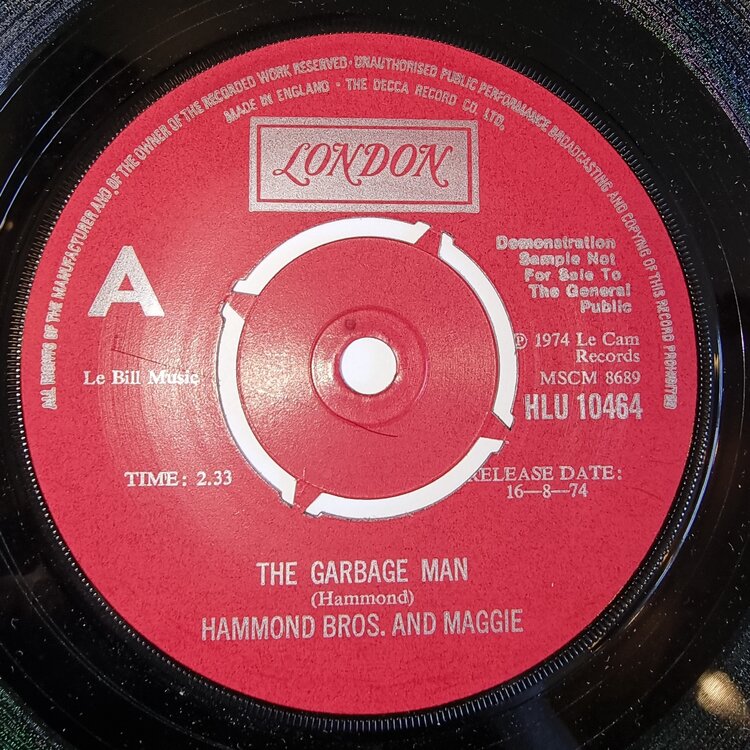 ALL RIGHTS OF THE MANUFACTURER AND OF THE OWNER OF THE RECORDED WORK RESERVED · UNAUTHORISED PUBLIC PERFORMANCE BROADCASTING AND COPYING OF THIS RECORD PROHIBITED
MADE IN ENGLAND · THE DECCA RECORD CO. LTD.
LONDON
A
Demonstration
Sample Not
For Sale To
The General
Public
℗ 1974 Le Cam
Records
Le Bill Music
MSCM 8689
HLU 10464
TIME: 2.33
RELEASE DATE:
16—8—74
THE GARBAGE MAN
(Hammond)
HAMMOND BROS. AND MAGGIE